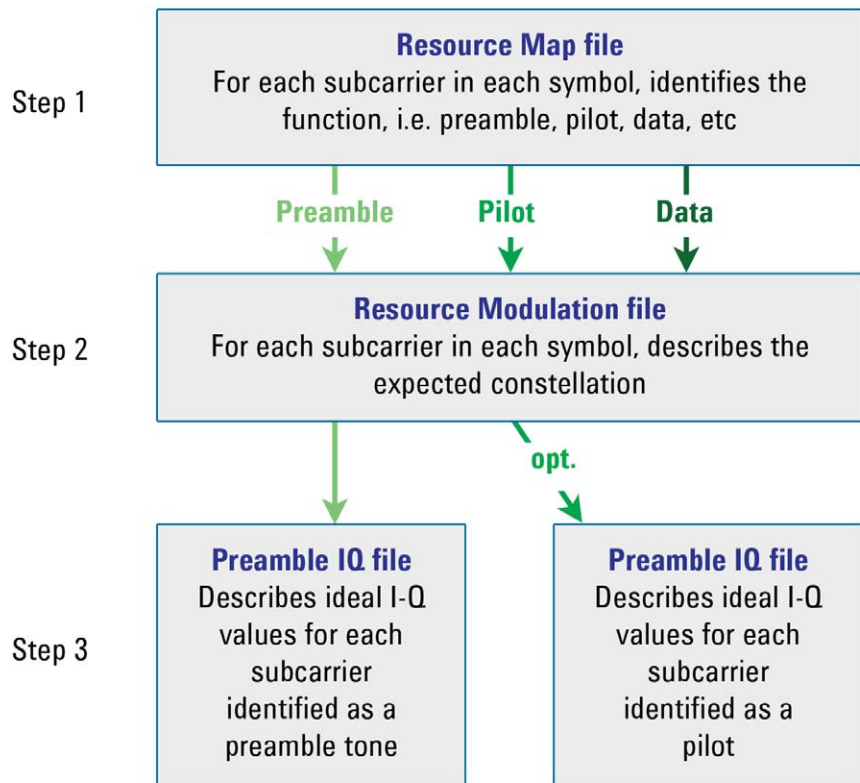 Step 1
Resource Map file
For each subcarrier in each symbol, identifies the
function, i.e. preamble, pilot, data, etc
Preamble
Pilot
Data
Step 2
Resource Modulation file
For each subcarrier in each symbol, describes the
expected constellation
opt.
Step 3
Preamble IQ file
Describes ideal I-Q
values for each
subcarrier
identified as a
preamble tone
Preamble IQ file
Describes ideal I-Q
values for each
subcarrier
identified as a
pilot